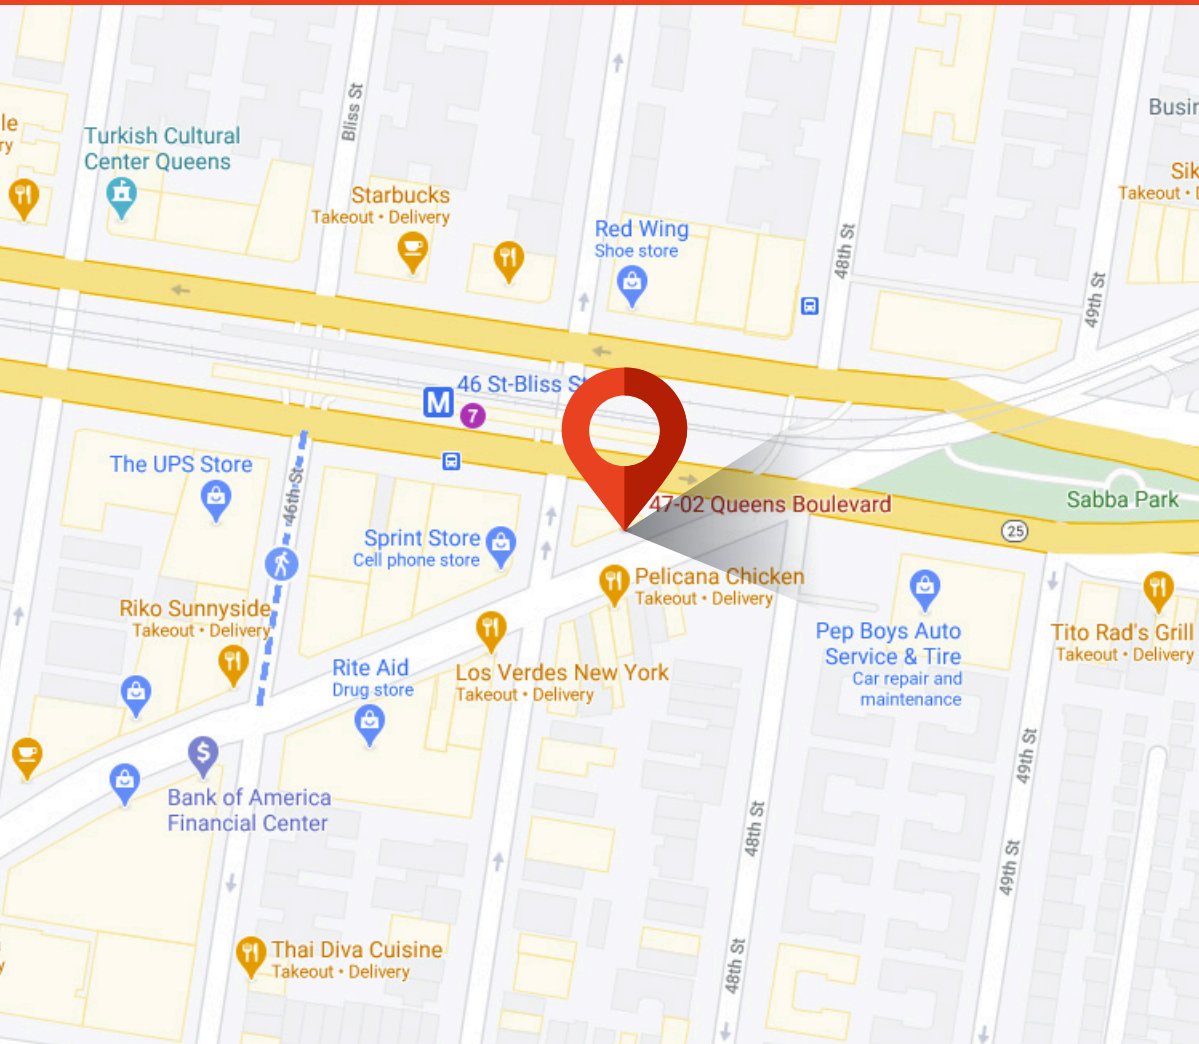 Bliss St
Busin
le
ry
Turkish Cultural
Center Queens
Sik
Takeout •
Starbucks
Takeout • Delivery
Red Wing
Shoe store
48th St
49th St
46 St-Bliss St
M
7
The UPS Store
46th St
47-02 Queens Boulevard
Sabba Park
25
Sprint Store
Cell phone store
Pelicana Chicken
Takeout • Delivery
Riko Sunnyside
Takeout • Delivery
Pep Boys Auto
Service & Tire
Car repair and
maintenance
Tito Rad's Grill
Takeout • Delivery
Rite Aid
Drug store
Los Verdes New York
Takeout • Delivery
$
Bank of America
Financial Center
49th St
48th St
49th St
Thai Diva Cuisine
Takeout • Delivery
48th St
y